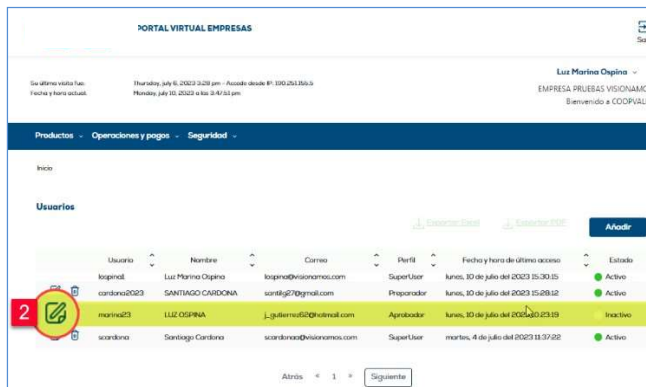 PORTAL VIRTUAL EMPRESAS
Su última visita fue: Thursday, july 6, 2023 3:28 pm - Accede desde IP: 190.251.155.5
Fecha y hora actual: Monday, july 10, 2023 a las 3:47:51 pm
Luz Marina Ospina
EMPRESA PRUEBAS VISIONAMO
Bienvenido a COOPVAL
Productos Operaciones y pagos Seguridad
Inicio
Usuarios
Exportar Excel Exportar PDF Añadir
Usuario Nombre Correo Perfil Fecha y hora de último acceso Estado
lospina1 Luz Marina Ospina lospina@visionamos.com SuperUser lunes, 10 de julio del 2023 15:30:15 Activo
cardona2023 SANTIAGO CARDONA santilg27@gmail.com Preparador lunes, 10 de julio del 2023 15:28:12 Activo
2 marina23 LUZ OSPINA j_gutierrez62@hotmail.com Aprobador lunes, 10 de julio del 2023 10:23:19 Inactivo
scardona Santiago Cardona scardonaa@visionamos.com SuperUser martes, 4 de julio del 2023 11:37:22 Activo
Atrás « 1 » Siguiente